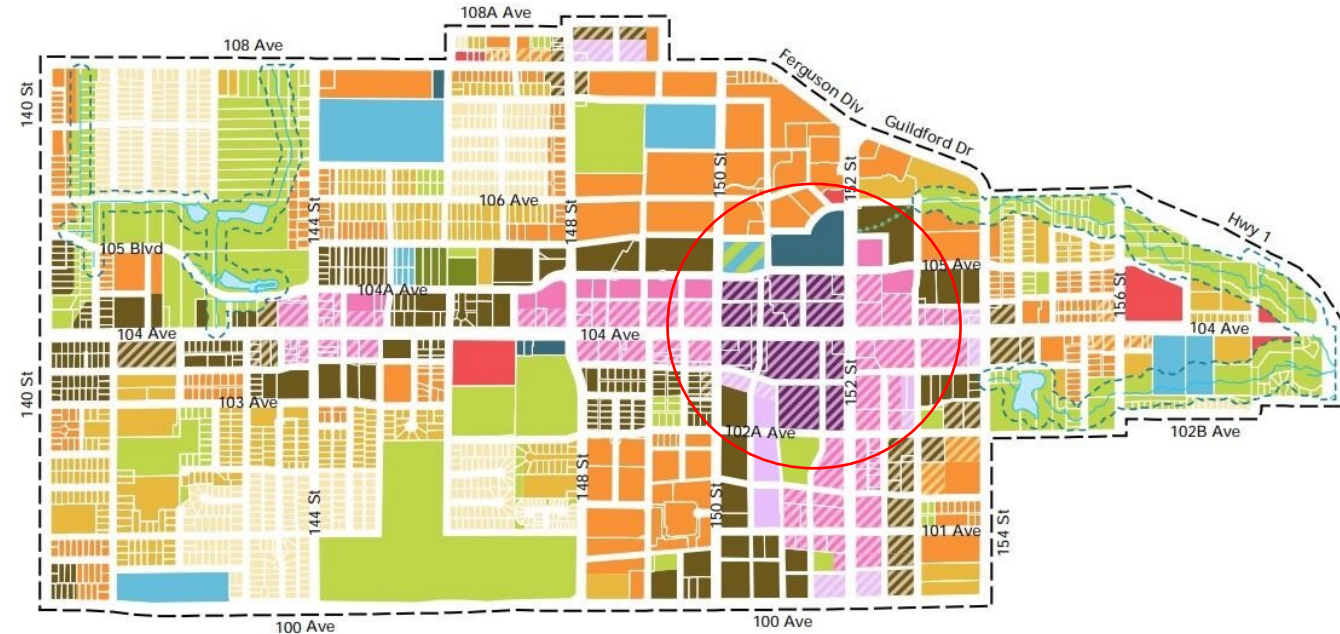 108A Ave
108 Ave
140 St
Ferguson Div
Guildford Dr
150 St
152 St
106 Ave
144 St
148 St
Hwy 1
105 Blvd
105 Ave
104A Ave
156 St
104 Ave
104 Ave
104 Ave
140 St
152 St
103 Ave
102A Ave
102B Ave
148 St
150 St
144 St
101 Ave
154 St
100 Ave
100 Ave